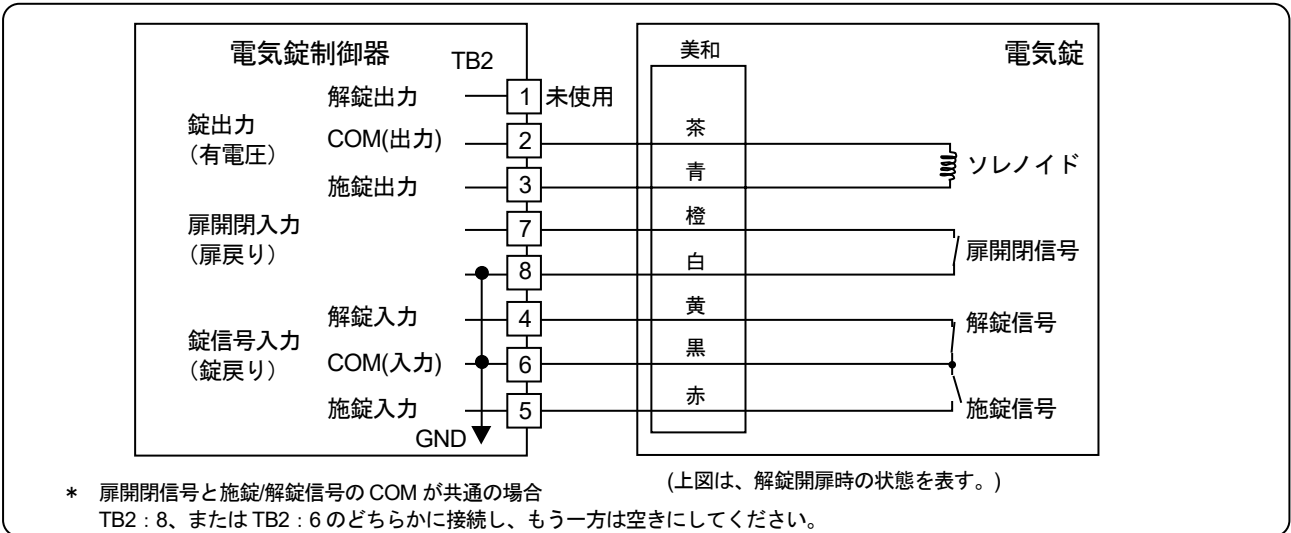 電気錠制御器 TB2 美和 電気錠
解錠出力 1 未使用
錠出力
（有電圧）
COM(出力) 2 茶
ソレノイド
施錠出力 3 青
扉開閉入力
（扉戻り）
7 橙
扉開閉信号
8 白
解錠入力 4 黄 解錠信号
錠信号入力
（錠戻り）
COM(入力) 6 黒
施錠入力 5 赤 施錠信号
GND
(上図は、解錠開扉時の状態を表す。)
* 扉開閉信号と施錠/解錠信号の COM が共通の場合
TB2：8、または TB2：6 のどちらかに接続し、もう一方は空きにしてください。